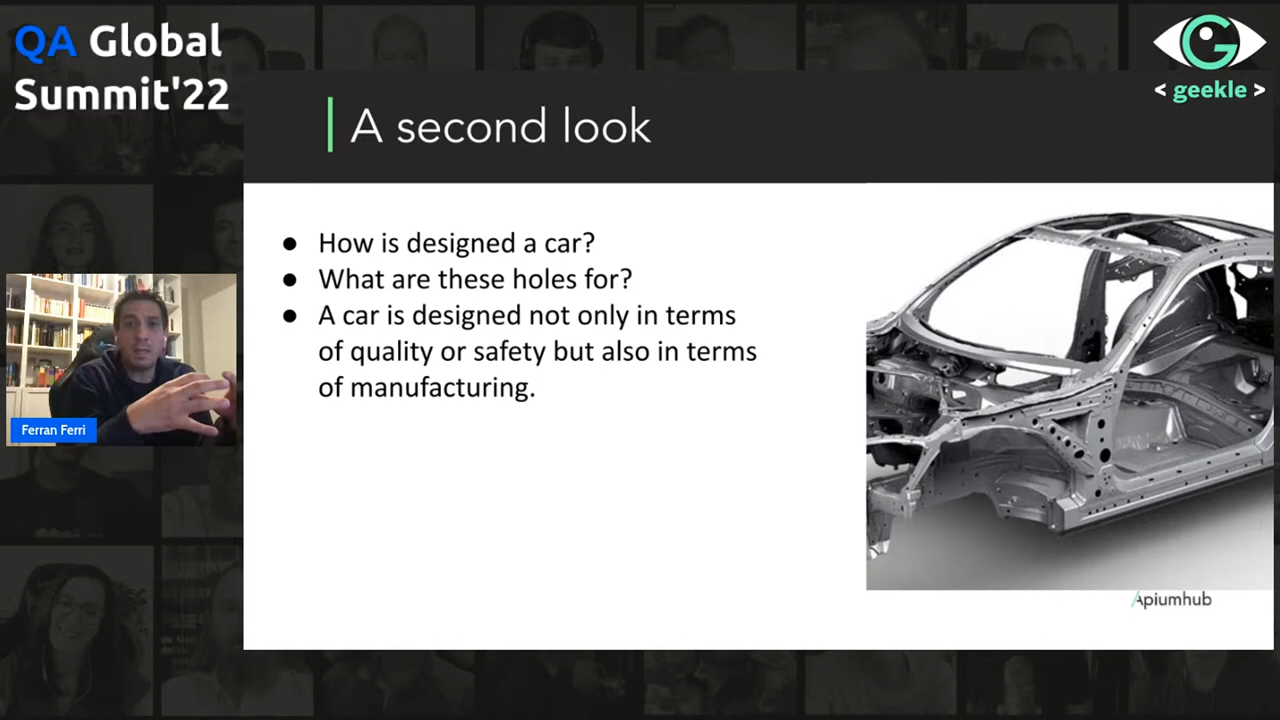 QA Global
Summit'22
< geekle >
A second look
● How is designed a car?
● What are these holes for?
● A car is designed not only in terms
of quality or safety but also in terms
of manufacturing.
Ferran Ferri
Apiumhub